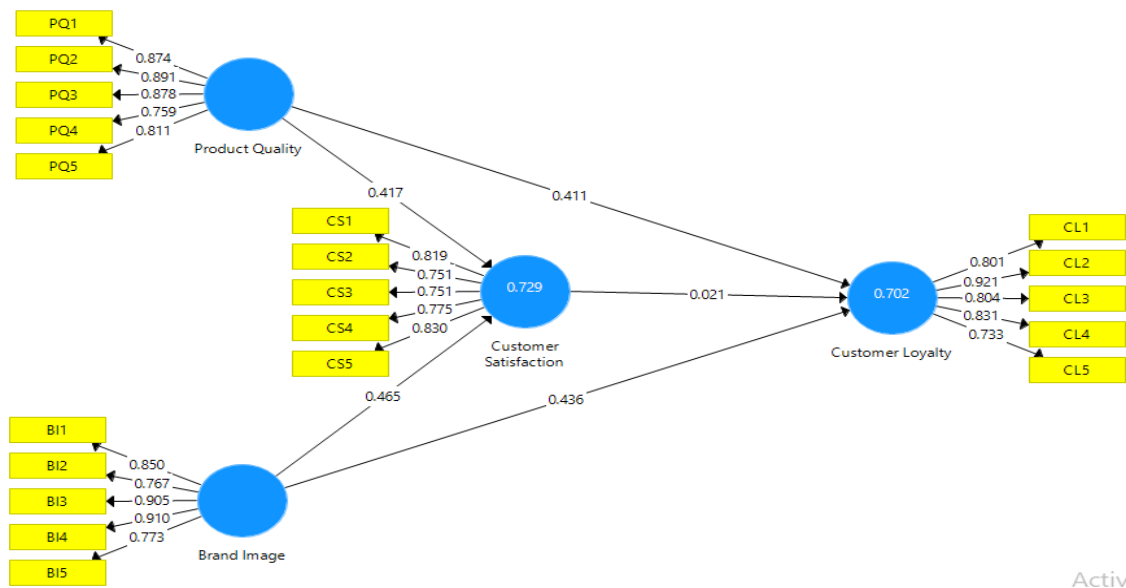 PQ1
PQ2
PQ3
PQ4
PQ5
0.874
0.891
0.878
0.759
0.811
Product Quality
0.417
0.411
CS1
CS2
CS3
CS4
CS5
0.819
0.751
0.751
0.775
0.830
0.729
Customer
Satisfaction
0.021
0.702
Customer Loyalty
0.801
0.921
0.804
0.831
0.733
CL1
CL2
CL3
CL4
CL5
0.465
0.436
BI1
BI2
BI3
BI4
BI5
0.850
0.767
0.905
0.910
0.773
Brand Image
Activ